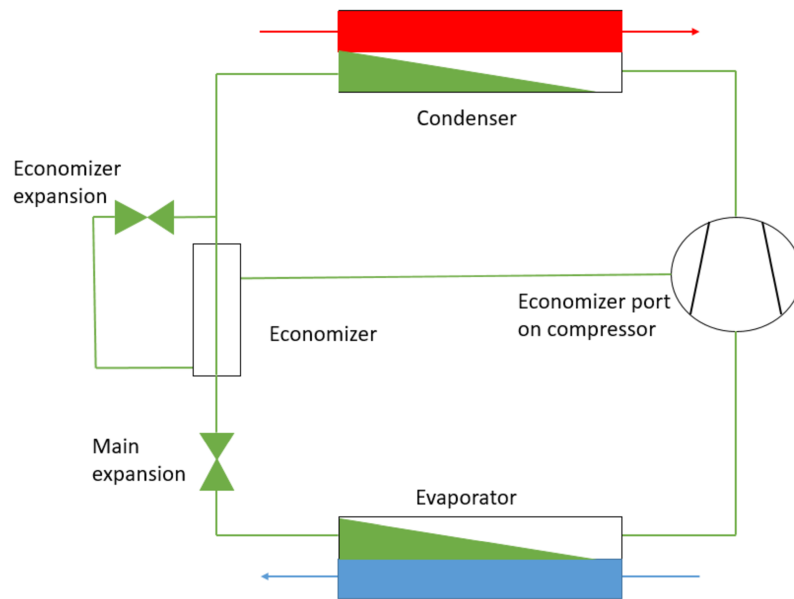 Condenser
Economizer
expansion
Economizer port
on compressor
Economizer
Main
expansion
Evaporator